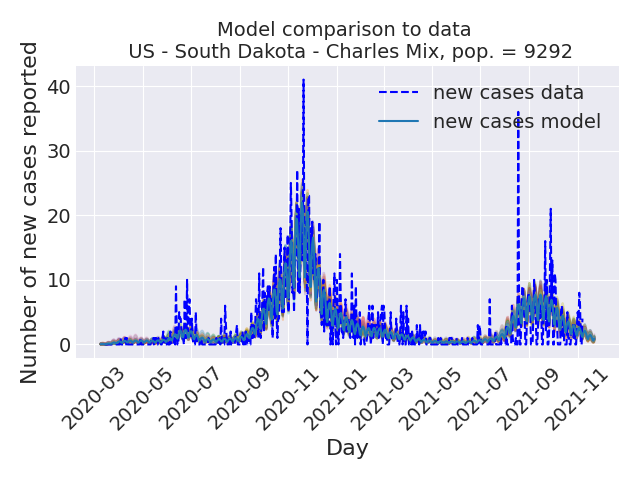 Model comparison to data
US - South Dakota - Charles Mix, pop. = 9292
Number of new cases reported
40
30
20
10
0
new cases data
new cases model
2020-03
2020-05
2020-07
2020-09
2020-11
2021-01
2021-03
2021-05
2021-07
2021-09
2021-11
Day